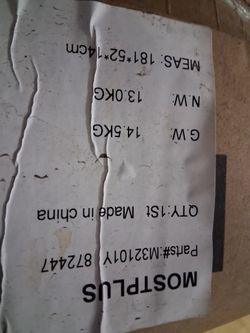 MOSTPLUS
Parts#:M32101Y 872447
QTY:1St Made in china
G.W: 14.5KG
N.W: 13.0KG
MEAS: 181*52*14cm